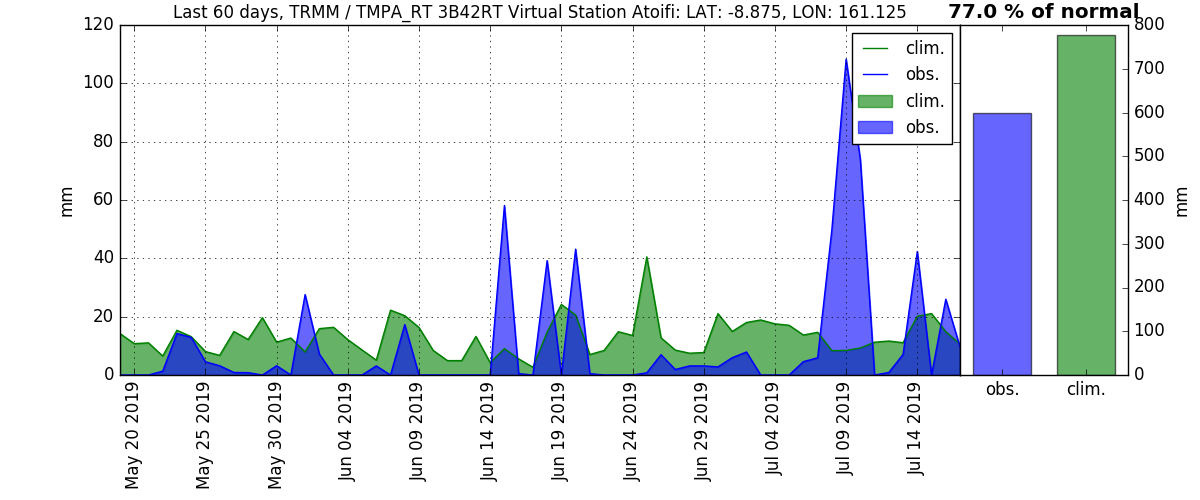 Last 60 days, TRMM / TMPA_RT 3B42RT Virtual Station Atoifi: LAT: -8.875, LON: 161.125
77.0 % of normal
120
100
80
60
40
20
0
mm
clim.
obs.
clim.
obs.
May 20 2019
May 25 2019
May 30 2019
Jun 04 2019
Jun 09 2019
Jun 14 2019
Jun 19 2019
Jun 24 2019
Jun 29 2019
Jul 04 2019
Jul 09 2019
Jul 14 2019
obs.
clim.
800
700
600
500
400
300
200
100
0
mm